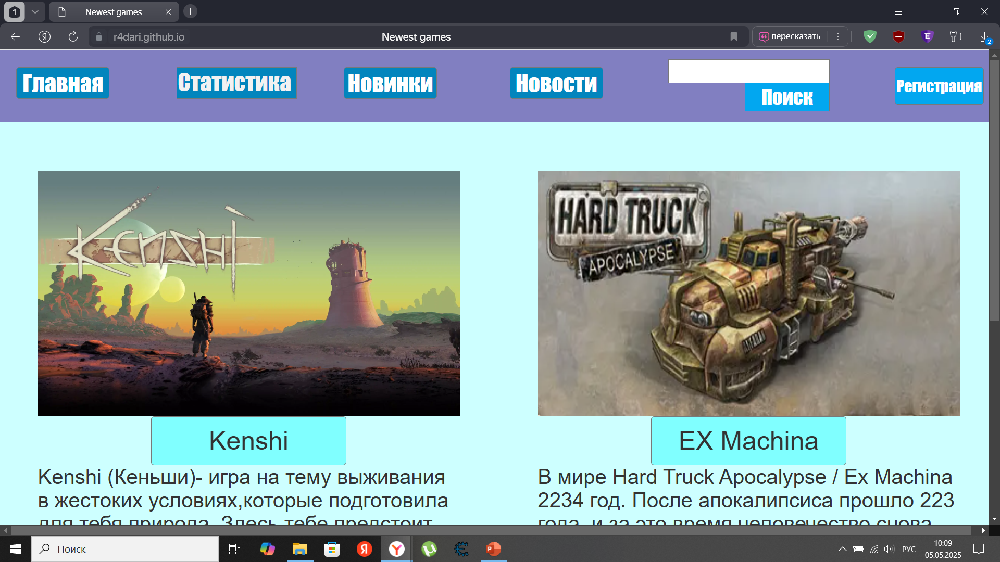 1
Newest games
r4dari.github.io
Newest games
пересказать
2
Главная
Статистика
Новинки
Новости
Поиск
Регистрация
KENSHI
HARD TRUCK
APOCALYPSE
Kenshi
EX Machina
Kenshi (Кеньши)- игра на тему выживания
в жестоких условиях,которые подготовила
для тебя природа. Здесь тебе предстоит
В мире Hard Truck Apocalypse / Ex Machina
2234 год. После апокалипсиса прошло 223
года, и за это время человечество снова
Поиск
РУС
10:09
05.05.2025